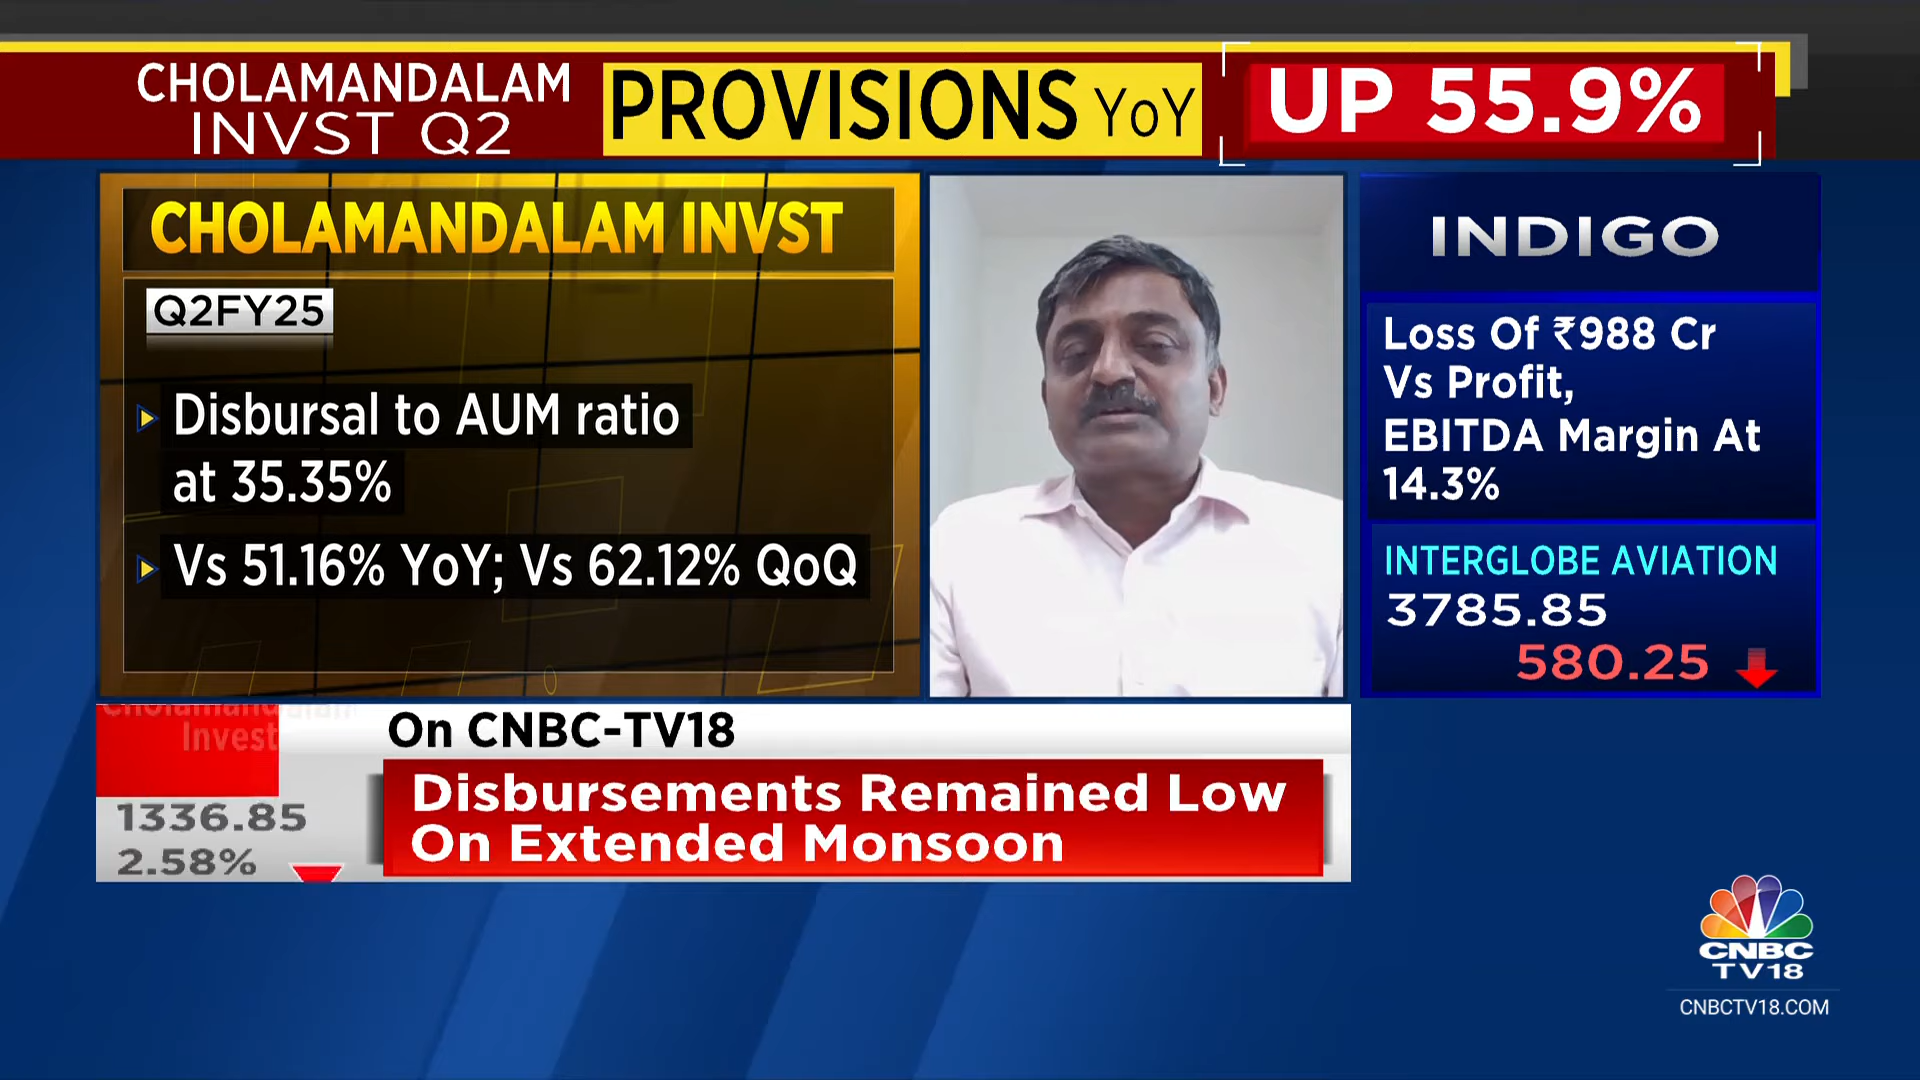 CHOLAMANDALAM
INVST Q2
PROVISIONS YoY
UP 55.9%
CHOLAMANDALAM INVST
Q2FY25
Disbursal to AUM ratio
at 35.35%
Vs 51.16% YoY; Vs 62.12% QoQ
INDIGO
Loss Of ₹988 Cr
Vs Profit,
EBITDA Margin At
14.3%
INTERGLOBE AVIATION
3785.85
580.25
Cholamandalam
Invest
1336.85
2.58%
On CNBC-TV18
Disbursements Remained Low
On Extended Monsoon
CNBC
TV18
CNBCTV18.COM